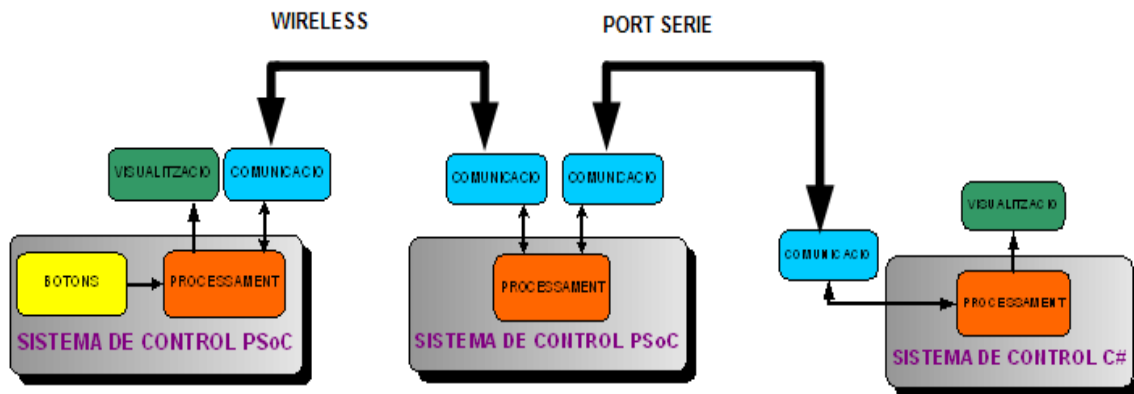 WIRELESS
PORT SERIE
VISUALITZACIO
COMUNICACIO
COMUNICACIO
COMUNICACIO
VISUALITZACIO
COMUNICACIO
BOTONS
PROCESSAMENT
PROCESSAMENT
PROCESSAMENT
SISTEMA DE CONTROL PSoC
SISTEMA DE CONTROL PSoC
SISTEMA DE CONTROL C#